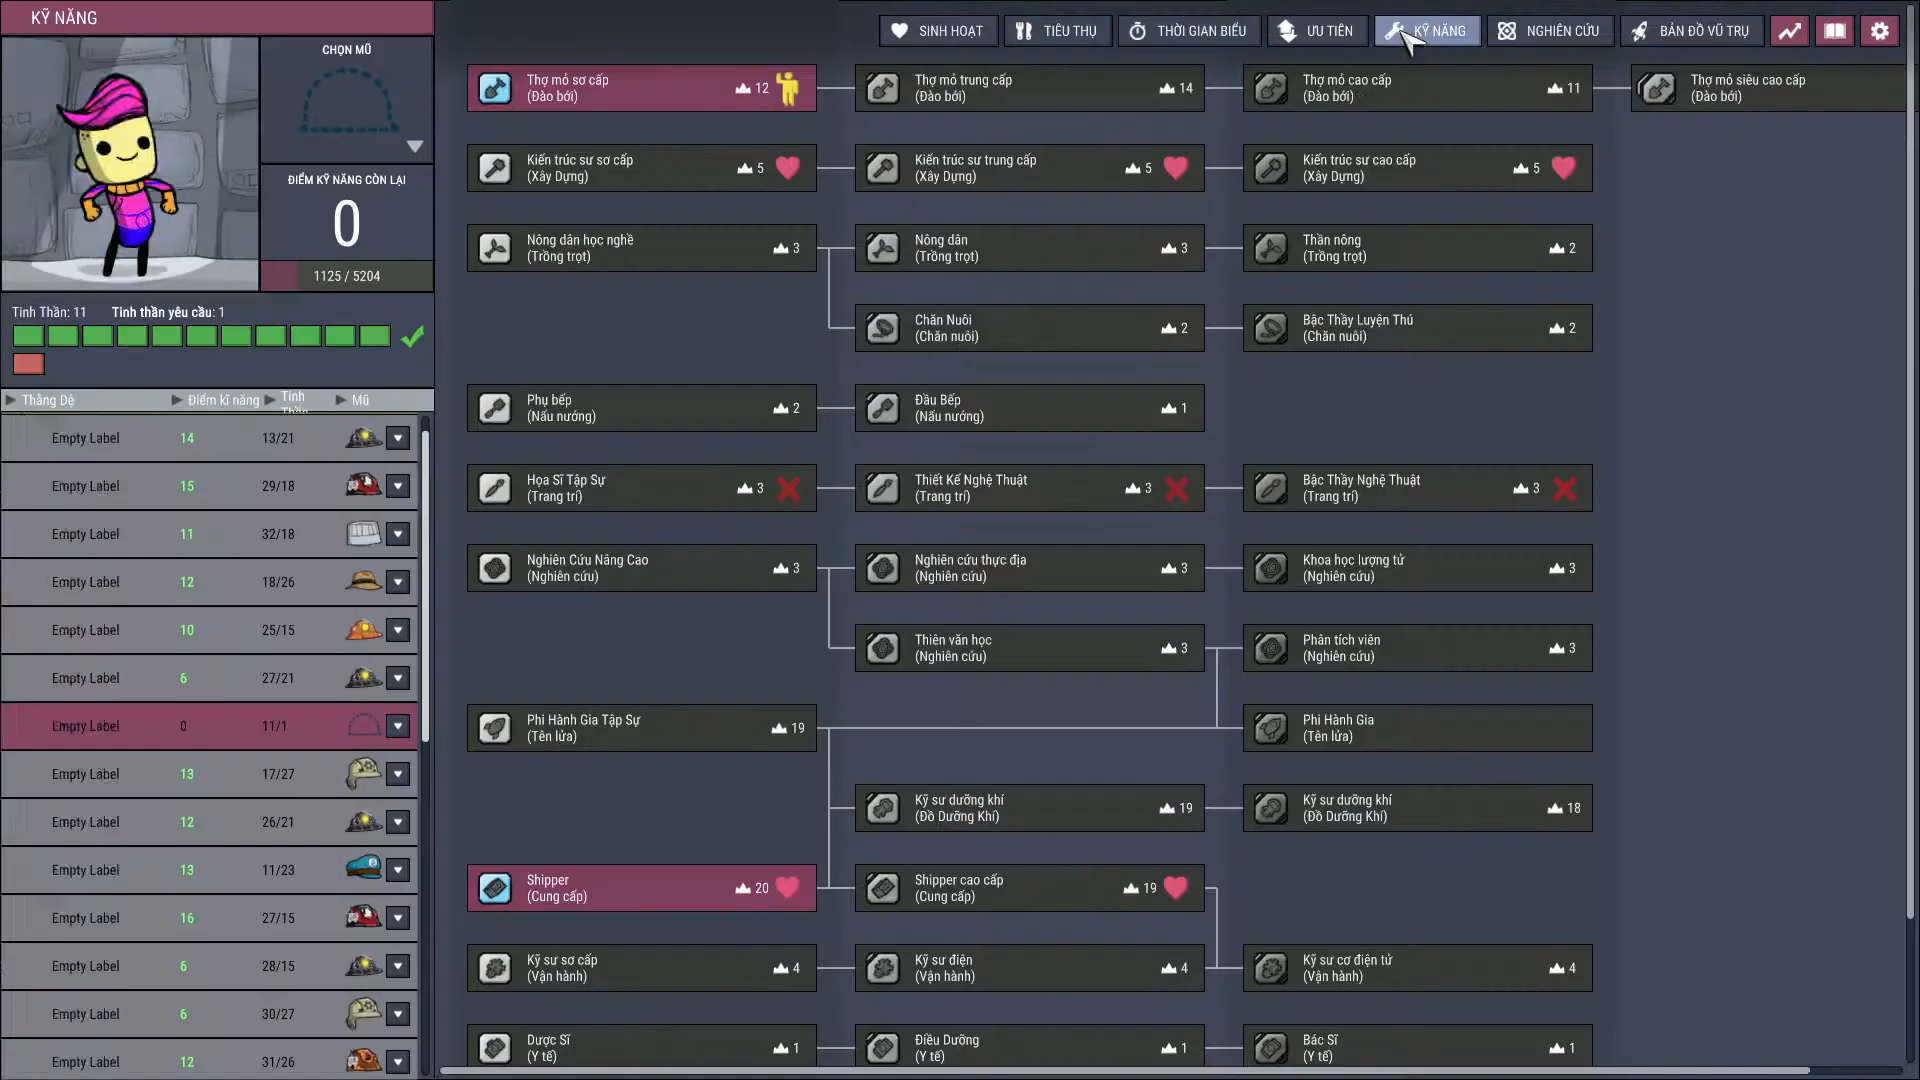 KỸ NĂNG
SINH HOẠT
TIÊU THỤ
THỜI GIAN BIỂU
ƯU TIÊN
KỸ NĂNG
NGHIÊN CỨU
BẢN ĐỒ VŨ TRỤ
CHỌN MŨ
ĐIỂM KỸ NĂNG CÒN LẠI
0
1125 / 5204
Tinh Thần: 11
Tinh thần yêu cầu: 1
Thằng Đệ
Điểm kĩ năng
Tinh
Mũ
Empty Label 14 13/21
Empty Label 15 29/18
Empty Label 11 32/18
Empty Label 12 18/26
Empty Label 10 25/15
Empty Label 6 27/21
Empty Label 0 11/1
Empty Label 13 17/27
Empty Label 12 26/21
Empty Label 13 11/23
Empty Label 16 27/15
Empty Label 6 28/15
Empty Label 6 30/27
Empty Label 12 31/26
Thợ mỏ sơ cấp
(Đào bới)
12
Thợ mỏ trung cấp
(Đào bới)
14
Thợ mỏ cao cấp
(Đào bới)
11
Thợ mỏ siêu cao cấp
(Đào bới)
Kiến trúc sư sơ cấp
(Xây Dựng)
5
Kiến trúc sư trung cấp
(Xây Dựng)
5
Kiến trúc sư cao cấp
(Xây Dựng)
5
Nông dân học nghề
(Trồng trọt)
3
Nông dân
(Trồng trọt)
3
Thần nông
(Trồng trọt)
2
Chăn Nuôi
(Chăn nuôi)
2
Bậc Thầy Luyện Thú
(Chăn nuôi)
2
Phụ bếp
(Nấu nướng)
2
Đầu Bếp
(Nấu nướng)
1
Họa Sĩ Tập Sự
(Trang trí)
3
Thiết Kế Nghệ Thuật
(Trang trí)
3
Bậc Thầy Nghệ Thuật
(Trang trí)
3
Nghiên Cứu Nâng Cao
(Nghiên cứu)
3
Nghiên cứu thực địa
(Nghiên cứu)
3
Khoa học lượng tử
(Nghiên cứu)
3
Thiên văn học
(Nghiên cứu)
3
Phân tích viên
(Nghiên cứu)
3
Phi Hành Gia Tập Sự
(Tên lửa)
19
Phi Hành Gia
(Tên lửa)
Kỹ sư dưỡng khí
(Đồ Dưỡng Khí)
19
Kỹ sư dưỡng khí
(Đồ Dưỡng Khí)
18
Shipper
(Cung cấp)
20
Shipper cao cấp
(Cung cấp)
19
Kỹ sư sơ cấp
(Vận hành)
4
Kỹ sư điện
(Vận hành)
4
Kỹ sư cơ điện tử
(Vận hành)
4
Dược Sĩ
(Y tế)
1
Điều Dưỡng
(Y tế)
1
Bác Sĩ
(Y tế)
1